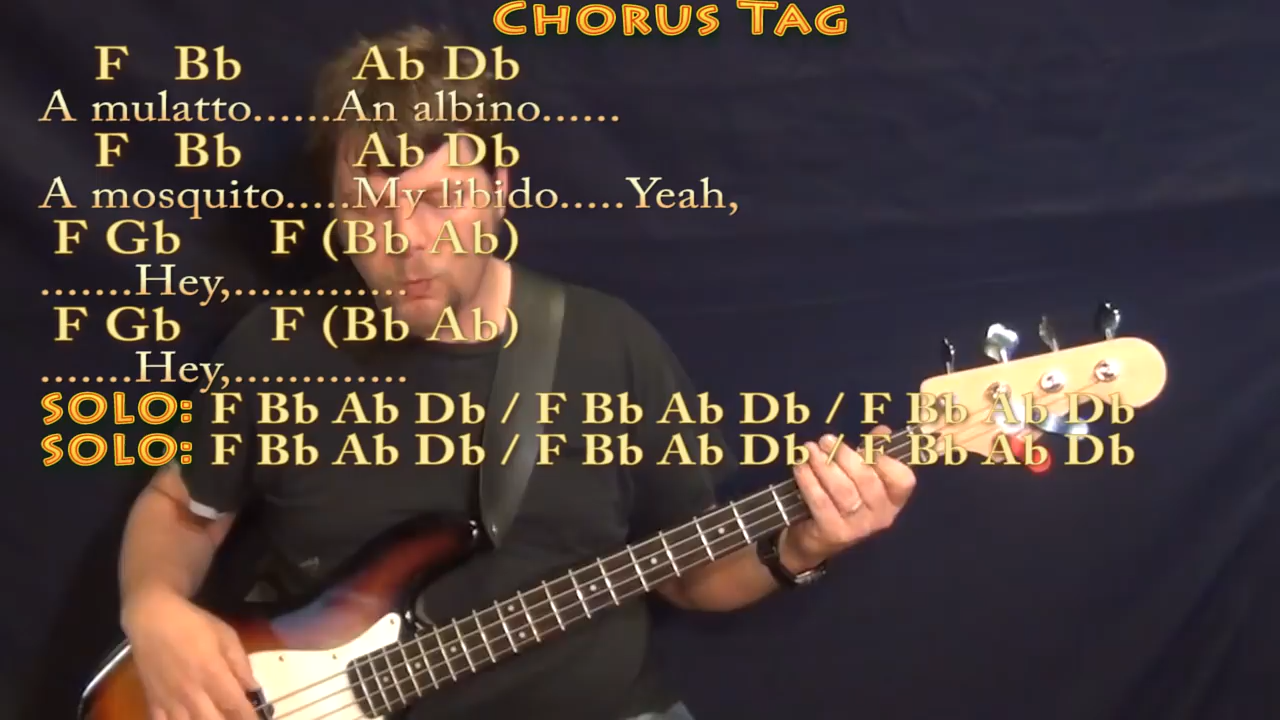 CHORUS TAG
F Bb Ab Db
A mulatto......An albino......
F Bb Ab Db
A mosquito.....My libido.....Yeah,
F Gb F (Bb Ab)
.......Hey,.............
F Gb F (Bb Ab)
.......Hey,.............
SOLO: F Bb Ab Db / F Bb Ab Db / F Bb Ab Db
SOLO: F Bb Ab Db / F Bb Ab Db / F Bb Ab Db